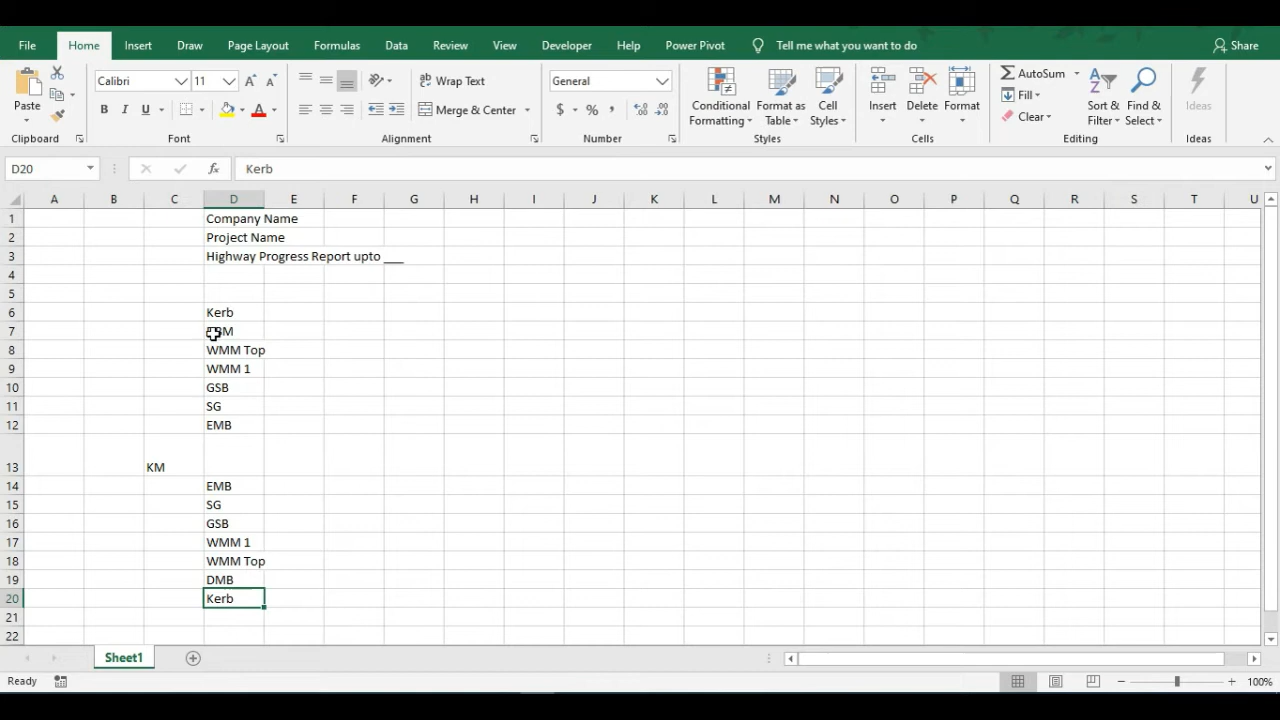 File Home Insert Draw Page Layout Formulas Data Review View Developer Help Power Pivot Tell me what you want to do Share
Paste Calibri 11 Wrap Text General Conditional Formatting Format as Table Cell Styles Insert Delete Format AutoSum Sort & Filter Find & Select Ideas
B I U Merge & Center $ % Fill
Clear
Clipboard Font Alignment Number Styles Cells Editing Ideas
D20 fx Kerb
A B C D E F G H I J K L M N O P Q R S T U
1 Company Name
2 Project Name
3 Highway Progress Report upto ___
4
5
6 Kerb
7
8 WMM Top
9 WMM 1
10 GSB
11 SG
12 EMB
13 KM
14 EMB
15 SG
16 GSB
17 WMM 1
18 WMM Top
19 DMB
20 Kerb
21
22
Sheet1
Ready 100%